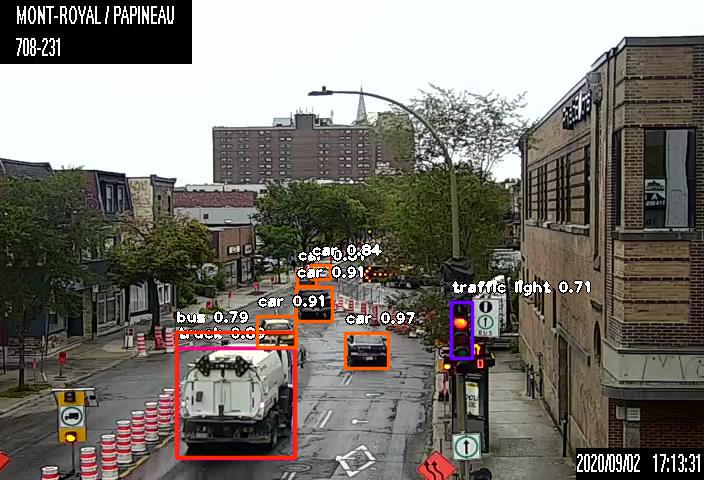 MONT-ROYAL / PAPINEAU
708-231
car 0.84
car 0.91
traffic light 0.71
car 0.91
bus 0.79
car 0.97
BUS
2020/09/02 17:13:31